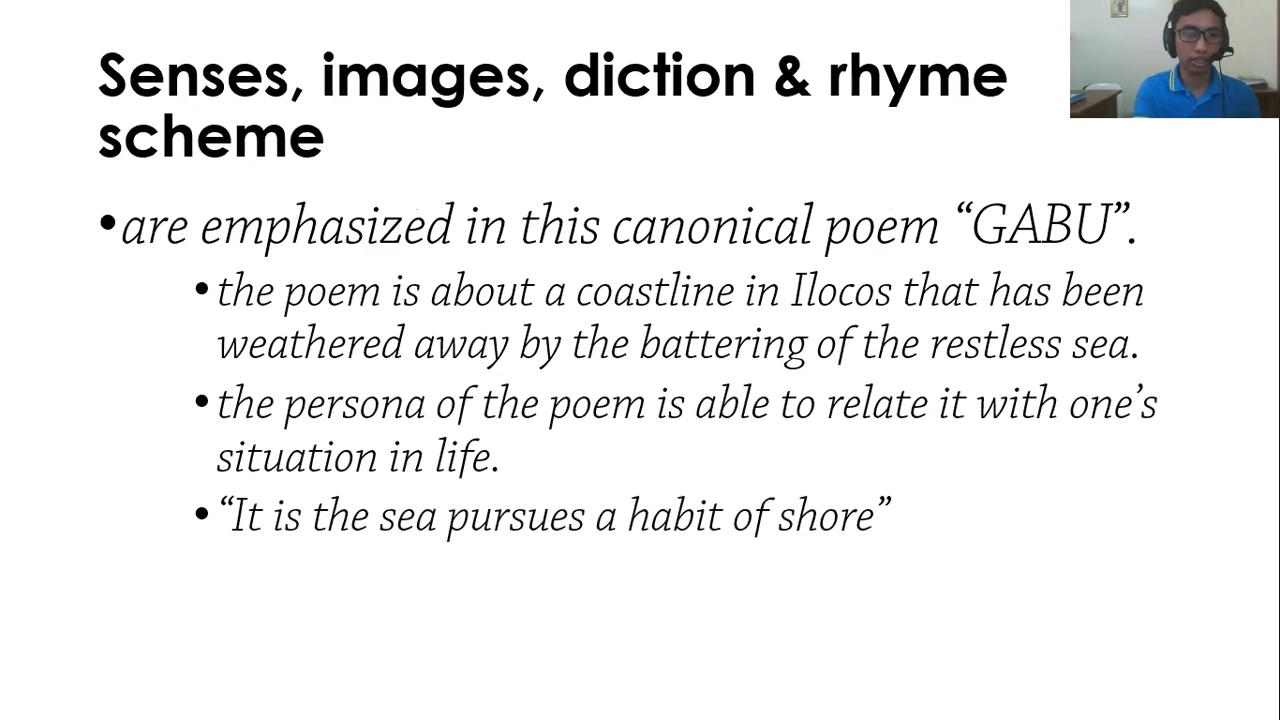 Senses, images, diction & rhyme
scheme
•are emphasized in this canonical poem “GABU”.
•the poem is about a coastline in Ilocos that has been
weathered away by the battering of the restless sea.
•the persona of the poem is able to relate it with one’s
situation in life.
•“It is the sea pursues a habit of shore”